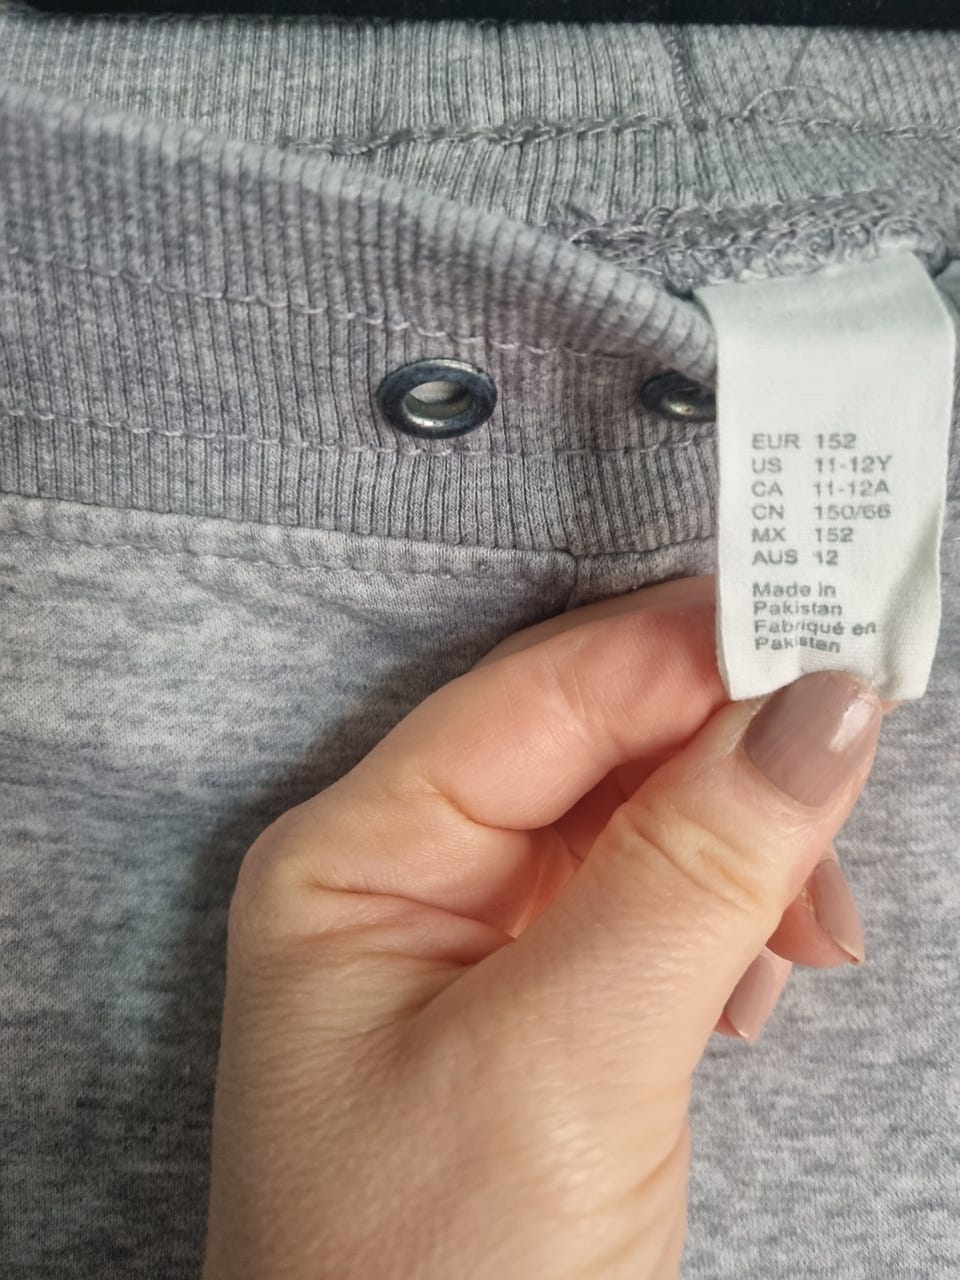 EUR 152
US 11-12Y
CA 11-12A
CN 150/66
MX 152
AUS 12
Made in
Pakistan
Fabriqué en
Pakistan